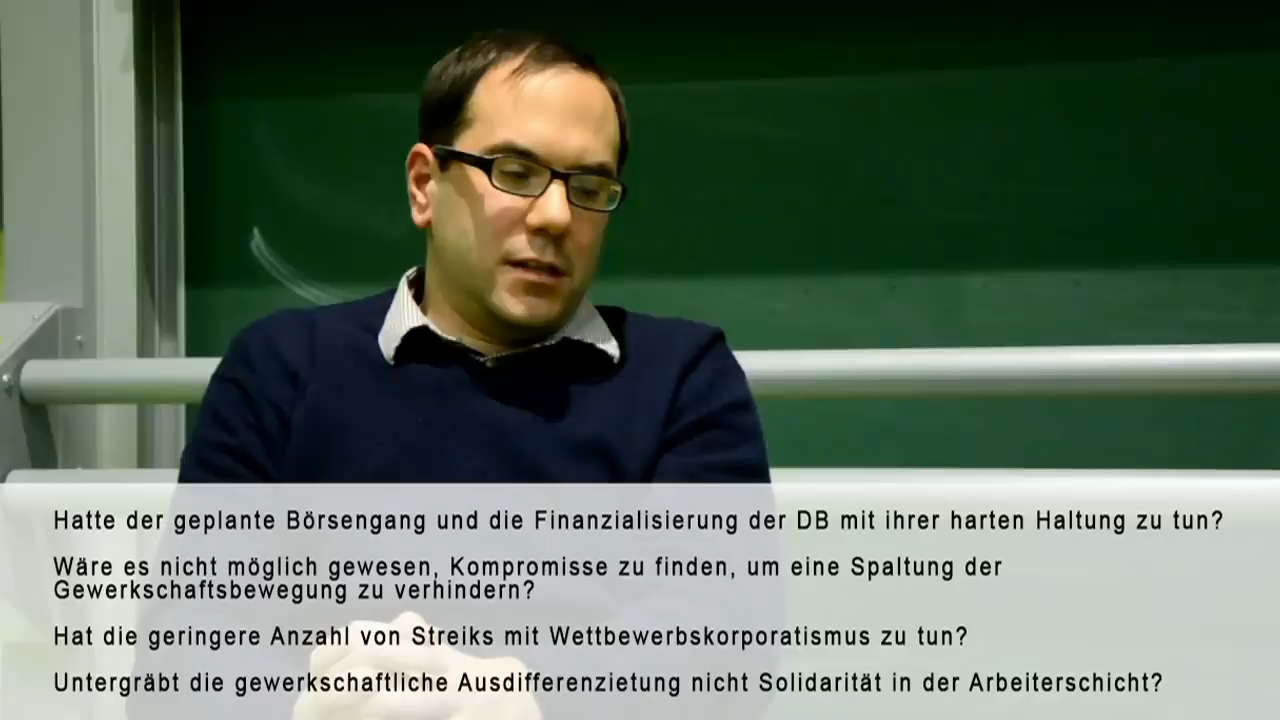 Hatte der geplante Börsengang und die Finanzialisierung der DB mit ihrer harten Haltung zu tun?
Wäre es nicht möglich gewesen, Kompromisse zu finden, um eine Spaltung der
Gewerkschaftsbewegung zu verhindern?
Hat die geringere Anzahl von Streiks mit Wettbewerbskorporatismus zu tun?
Untergräbt die gewerkschaftliche Ausdifferenzietung nicht Solidarität in der Arbeiterschicht?